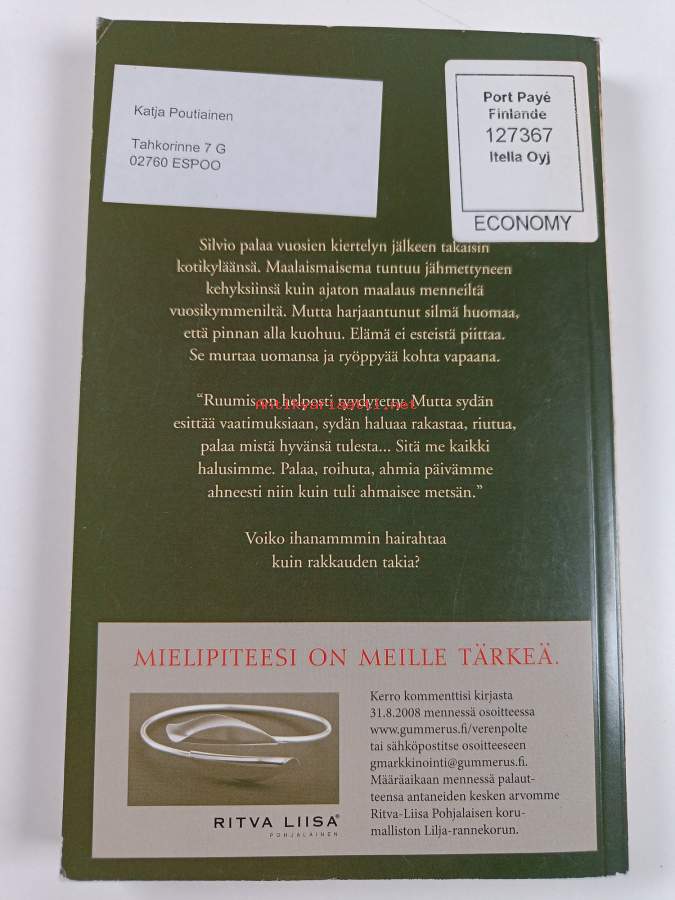 Katja Poutiainen
Tahkorinne 7 G
02760 ESPOO
Port Payé
Finlande
127367
Itella Oyj
ECONOMY
Silvio palaa vuosien kiertelyn jälkeen takaisin
kotikyläänsä. Maalaismaisema tuntuu jähmettyneen
kehyksiinsä kuin ajaton maalaus menneiltä
vuosikymmeniltä. Mutta harjaantunut silmä huomaa,
että pinnan alla kuohuu. Elämä ei esteistä piittaa.
Se murtaa uomansa ja ryöppyää kohta vapaana.
“Ruumis on helposti tyydytetty. Mutta sydän
Antikvariaatti.net
esittää vaatimuksiaan, sydän haluaa rakastaa, riutua,
palaa mistä hyvänsä tulesta... Sitä me kaikki
halusimme. Palaa, roihuta, ahmia päivämme
ahneesti niin kuin tuli ahmaisee metsän.”
Voiko ihanammmin hairahtaa
kuin rakkauden takia?
MIELIPITEESI ON MEILLE TÄRKEÄ.
Kerro kommenttisi kirjasta
31.8.2008 mennessä osoitteessa
www.gummerus.fi/verenpolte
tai sähköpostitse osoitteeseen
gmarkkinointi@gummerus.fi.
Määräaikaan mennessä palaut-
teensa antaneiden kesken arvomme
Ritva-Liisa Pohjalaisen koru-
malliston Lilja-rannekorun.
RITVA LIISA®
POHJALAINEN